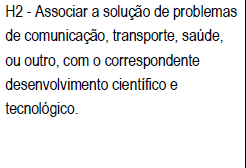 H2 - Associar a solução de problemas
de comunicação, transporte, saúde,
ou outro, com o correspondente
desenvolvimento científico e
tecnológico.